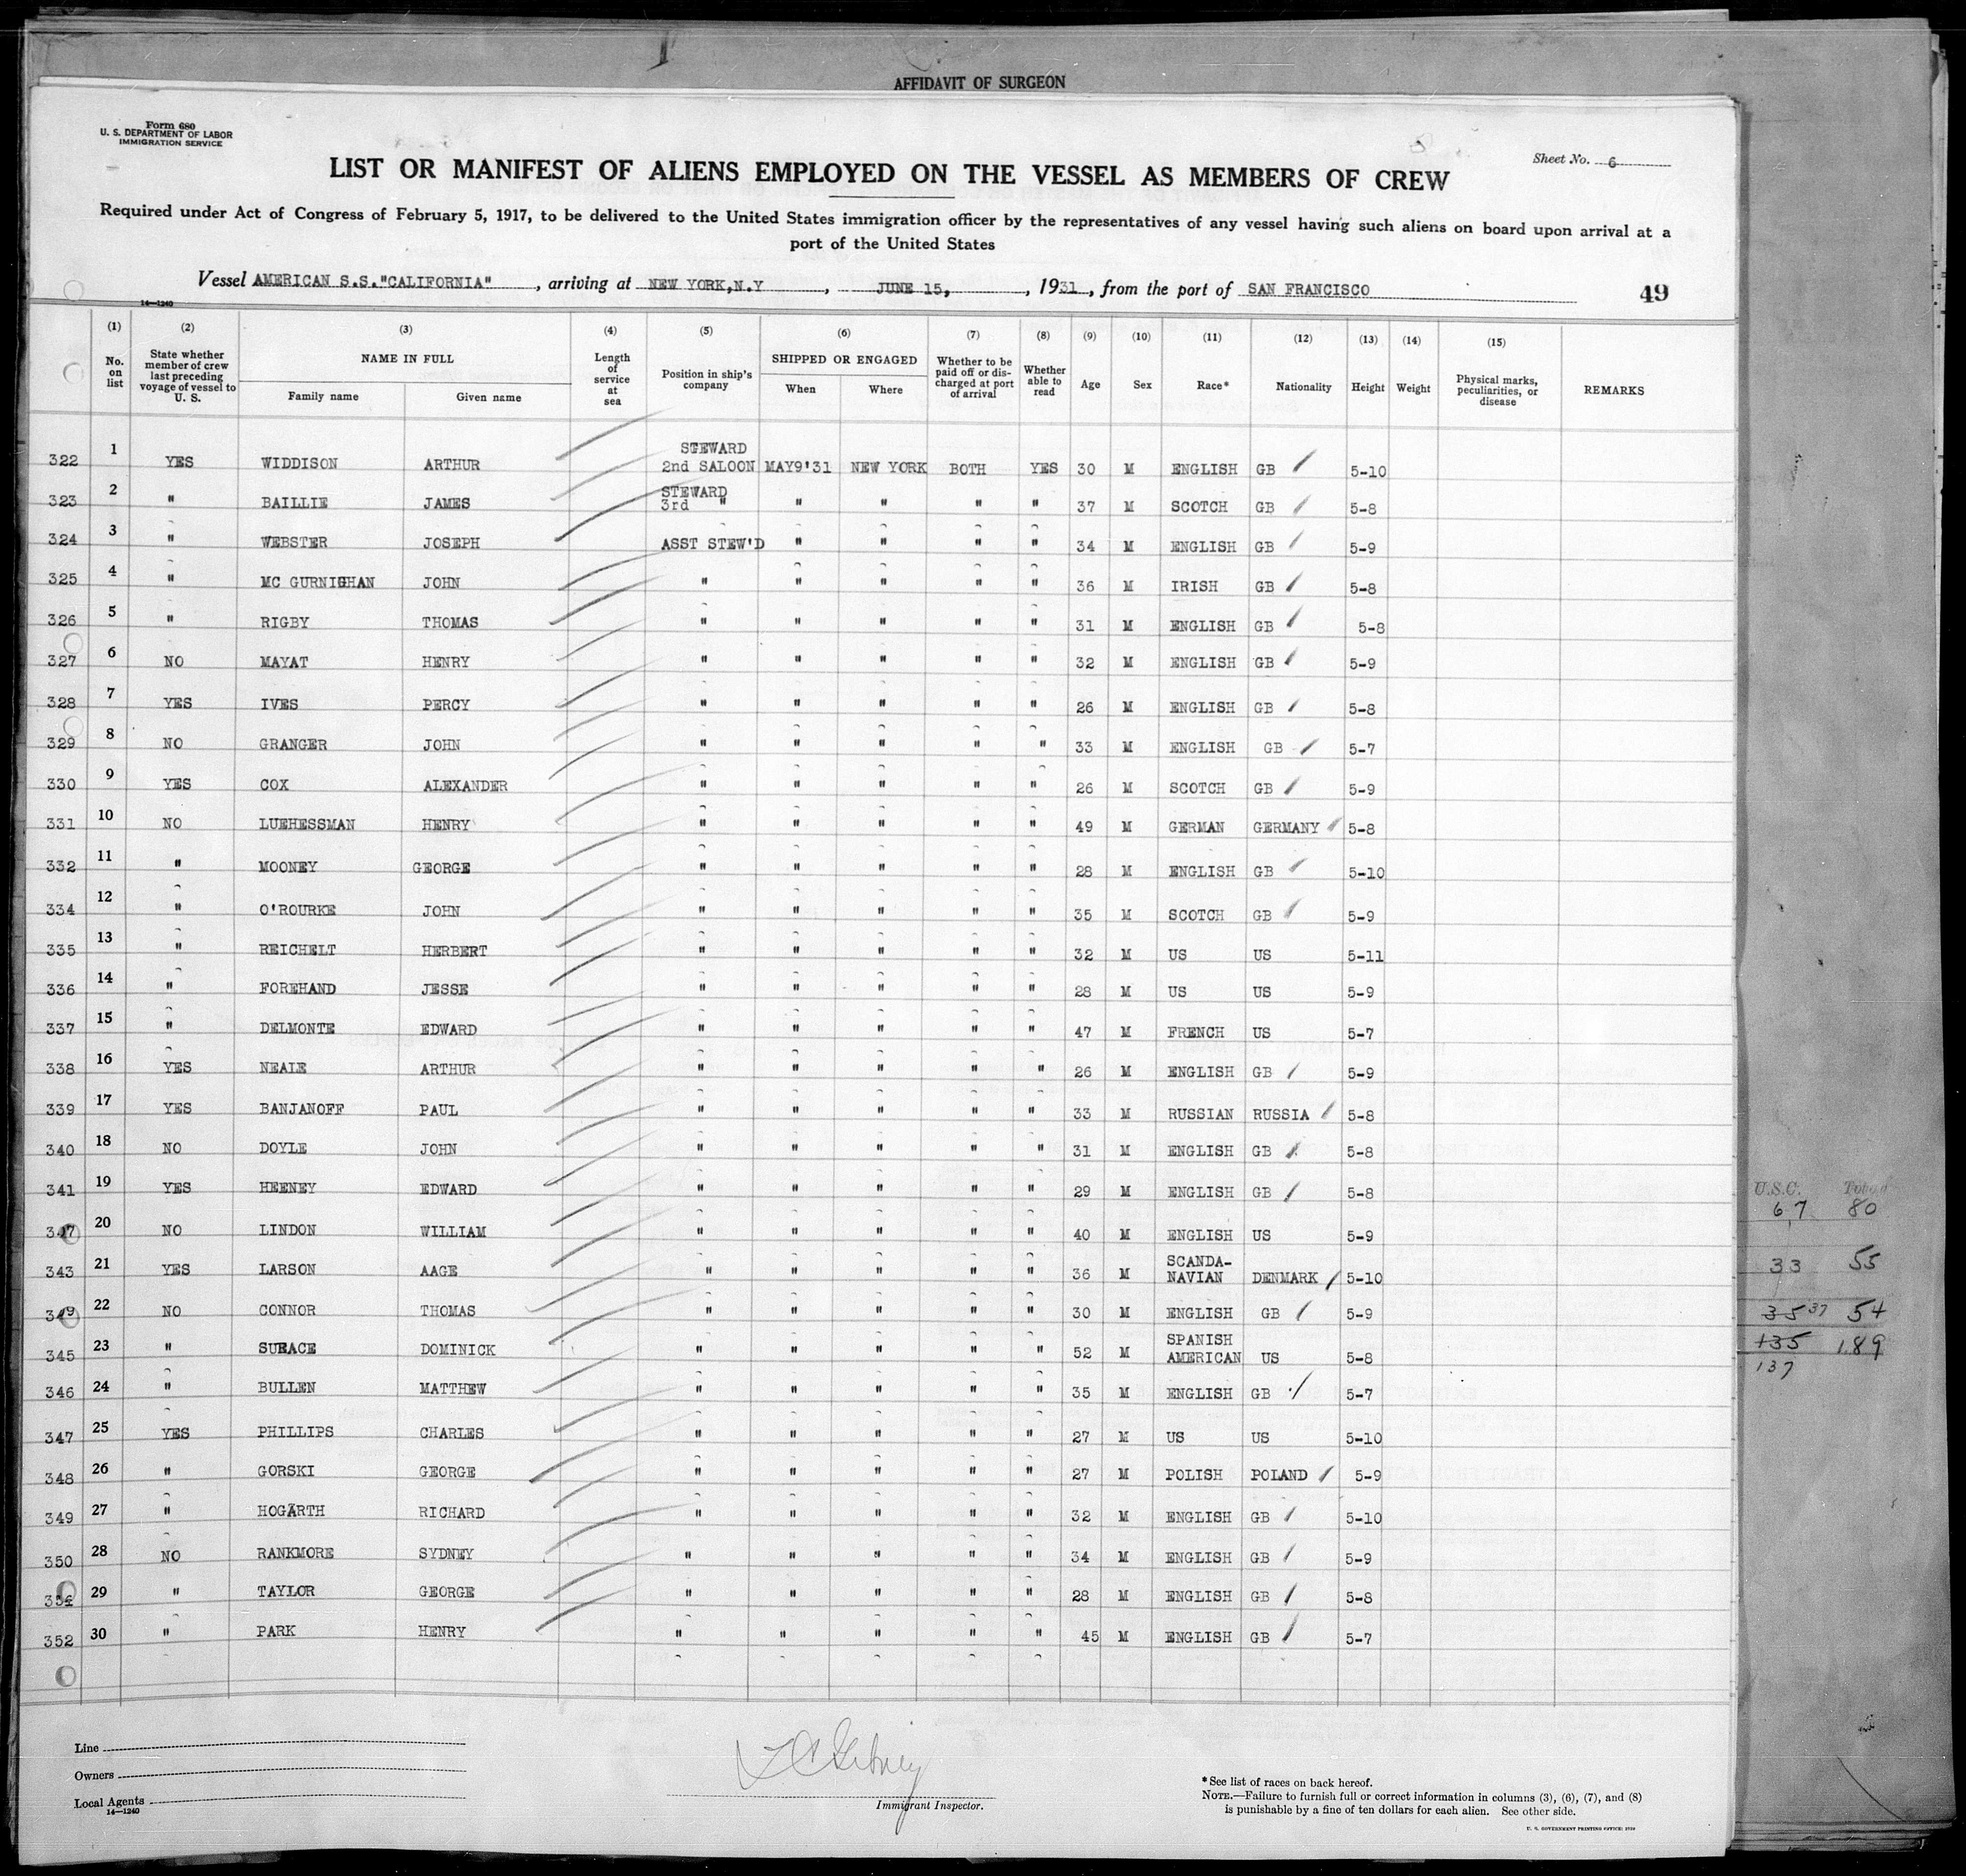 AFFIDAVIT OF SURGEON
Form 680
U. S. DEPARTMENT OF LABOR
IMMIGRATION SERVICE
Sheet No. 6
LIST OR MANIFEST OF ALIENS EMPLOYED ON THE VESSEL AS MEMBERS OF CREW
Required under Act of Congress of February 5, 1917, to be delivered to the United States immigration officer by the representatives of any vessel having such aliens on board upon arrival at a
port of the United States
Vessel AMERICAN S.S."CALIFORNIA" , arriving at NEW YORK,N.Y , JUNE 15, , 1931 , from the port of SAN FRANCISCO 49
14—1240
(1) (2) (3) (4) (5) (6) (7) (8) (9) (10) (11) (12) (13) (14) (15)
No. on list State whether member of crew last preceding voyage of vessel to U. S. NAME IN FULL Family name Given name Length of service at sea Position in ship's company SHIPPED OR ENGAGED When Where Whether to be paid off or discharged at port of arrival Whether able to read Age Sex Race* Nationality Height Weight Physical marks, peculiarities, or disease REMARKS
322 1 YES WIDDISON ARTHUR STEWARD 2nd SALOON MAY9'31 NEW YORK BOTH YES 30 M ENGLISH GB 5-10
323 2 " BAILLIE JAMES STEWARD 3rd " " " " " 37 M SCOTCH GB 5-8
324 3 " WEBSTER JOSEPH ASST STEW'D " " " " 34 M ENGLISH GB 5-9
325 4 " MC GURNIGHAN JOHN " " " " " 36 M IRISH GB 5-8
326 5 " RIGBY THOMAS " " " " " 31 M ENGLISH GB 5-8
327 6 NO MAYAT HENRY " " " " " 32 M ENGLISH GB 5-9
328 7 YES IVES PERCY " " " " " 26 M ENGLISH GB 5-8
329 8 NO GRANGER JOHN " " " " " 33 M ENGLISH GB 5-7
330 9 YES COX ALEXANDER " " " " " 26 M SCOTCH GB 5-9
331 10 NO LUEHESSMAN HENRY " " " " " 49 M GERMAN GERMANY 5-8
332 11 " MOONEY GEORGE " " " " " 28 M ENGLISH GB 5-10
334 12 " O'ROURKE JOHN " " " " " 35 M SCOTCH GB 5-9
335 13 " REICHELT HERBERT " " " " " 32 M US US 5-11
336 14 " FOREHAND JESSE " " " " " 28 M US US 5-9
337 15 " DELMONTE EDWARD " " " " " 47 M FRENCH US 5-7
338 16 YES NEALE ARTHUR " " " " " 26 M ENGLISH GB 5-9
339 17 YES BANJANOFF PAUL " " " " " 33 M RUSSIAN RUSSIA 5-8
340 18 NO DOYLE JOHN " " " " " 31 M ENGLISH GB 5-8
341 19 YES HEENEY EDWARD " " " " " 29 M ENGLISH GB 5-8
20 NO LINDON WILLIAM " " " " " 40 M ENGLISH US 5-9
343 21 YES LARSON AAGE " " " " " 36 M SCANDA-NAVIAN DENMARK 5-10
22 NO CONNOR THOMAS " " " " " 30 M ENGLISH GB 5-9
345 23 " SURACE DOMINICK " " " " " 52 M SPANISH AMERICAN US 5-8
346 24 " BULLEN MATTHEW " " " " " 35 M ENGLISH GB 5-7
347 25 YES PHILLIPS CHARLES " " " " " 27 M US US 5-10
348 26 " GORSKI GEORGE " " " " " 27 M POLISH POLAND 5-9
349 27 " HOGARTH RICHARD " " " " " 32 M ENGLISH GB 5-10
350 28 NO RANKMORE SYDNEY " " " " " 34 M ENGLISH GB 5-9
29 " TAYLOR GEORGE " " " " " 28 M ENGLISH GB 5-8
352 30 " PARK HENRY " " " " " 45 M ENGLISH GB 5-7
U.S.C. Total
67 80
33 55
35 37 54
135 189
137
Line
Owners
Local Agents
14—1240
Immigrant Inspector.
* See list of races on back hereof.
NOTE.—Failure to furnish full or correct information in columns (3), (6), (7), and (8)
is punishable by a fine of ten dollars for each alien. See other side.